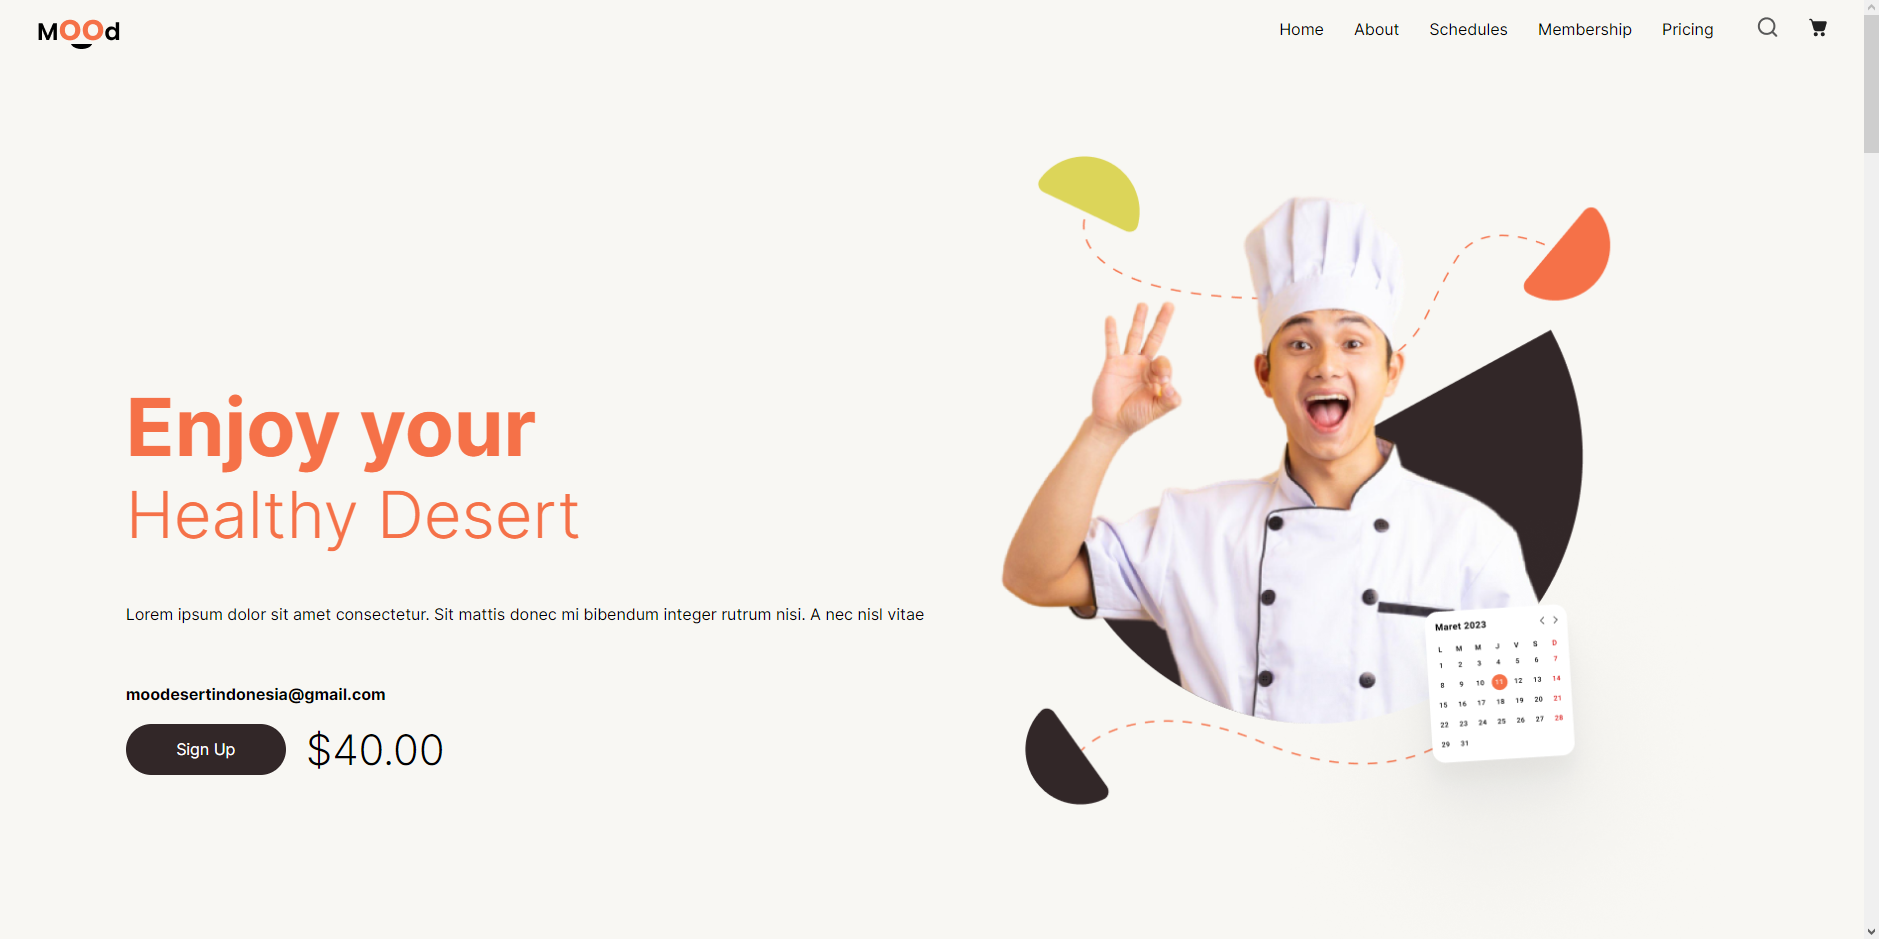 MOOd
Home About Schedules Membership Pricing
Enjoy your
Healthy Desert
Lorem ipsum dolor sit amet consectetur. Sit mattis donec mi bibendum integer rutrum nisi. A nec nisl vitae
moodesertindonesia@gmail.com
Sign Up $40.00
Maret 2023
L M M J V S D
1 2 3 4 5 6 7
8 9 10 11 12 13 14
15 16 17 18 19 20 21
22 23 24 25 26 27 28
29 31